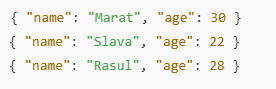 { "name": "Marat", "age": 30 }
{ "name": "Slava", "age": 22 }
{ "name": "Rasul", "age": 28 }